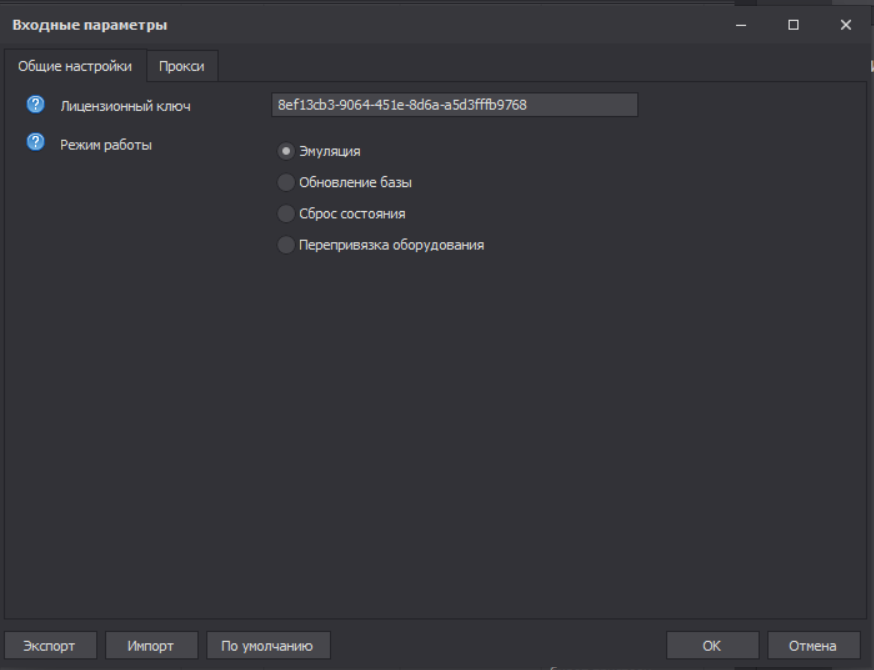 Входные параметры
Общие настройки Прокси
Лицензионный ключ 8ef13cb3-9064-451e-8d6a-a5d3fffb9768
Режим работы
Эмуляция
Обновление базы
Сброс состояния
Перепривязка оборудования
Экспорт Импорт По умолчанию OK Отмена